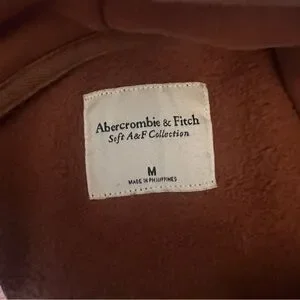 Abercrombie & Fitch
Soft A&F Collection
M
MADE IN PHILIPPINES